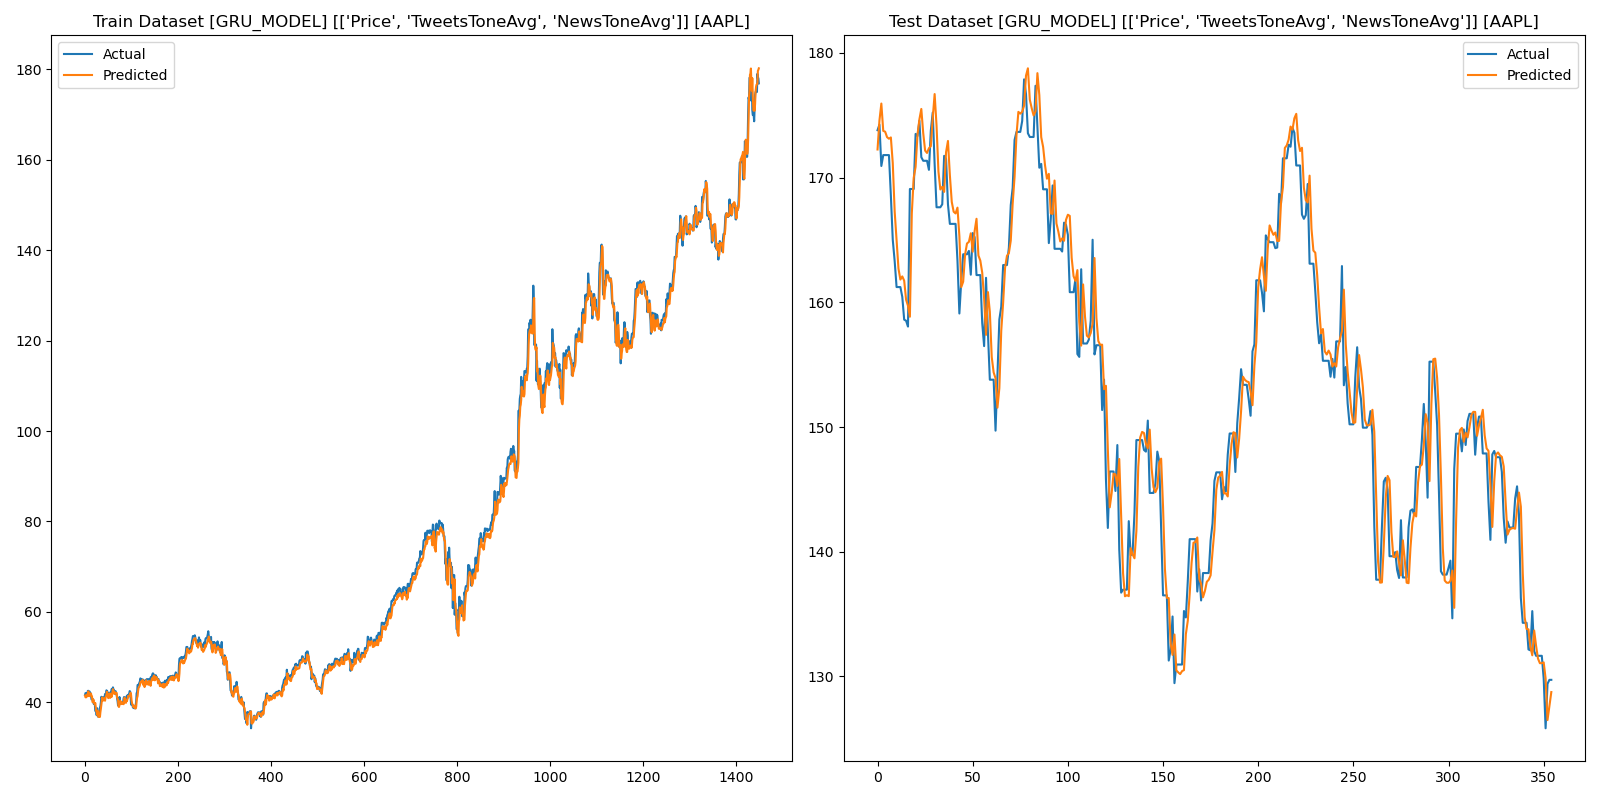 Train Dataset [GRU_MODEL] [['Price', 'TweetsToneAvg', 'NewsToneAvg']] [AAPL]
Actual
Predicted
180
160
140
120
100
80
60
40
0 200 400 600 800 1000 1200 1400
Test Dataset [GRU_MODEL] [['Price', 'TweetsToneAvg', 'NewsToneAvg']] [AAPL]
Actual
Predicted
180
170
160
150
140
130
0 50 100 150 200 250 300 350